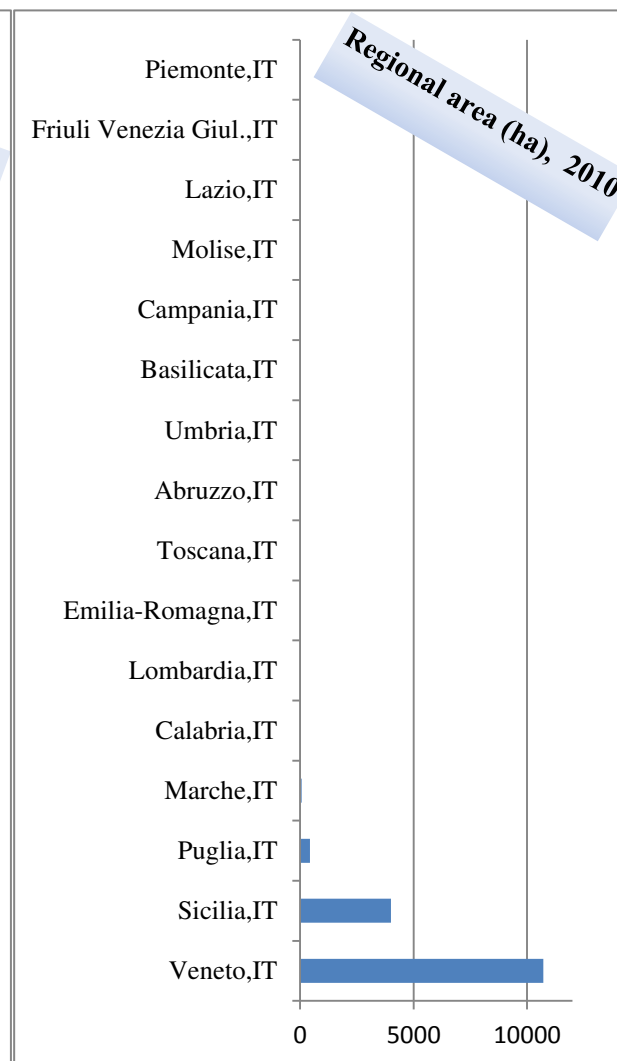 Regional area (ha), 2010
Piemonte,IT
Friuli Venezia Giul.,IT
Lazio,IT
Molise,IT
Campania,IT
Basilicata,IT
Umbria,IT
Abruzzo,IT
Toscana,IT
Emilia-Romagna,IT
Lombardia,IT
Calabria,IT
Marche,IT
Puglia,IT
Sicilia,IT
Veneto,IT
0 5000 10000